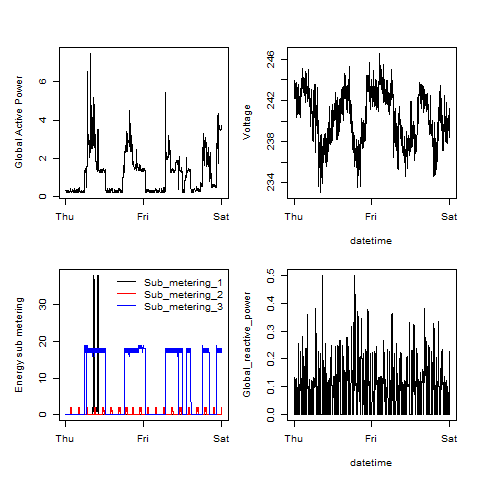 Global Active Power
6
4
2
0
Thu Fri Sat
Voltage
246
242
238
234
Thu Fri Sat
datetime
Energy sub metering
30
20
10
0
Sub_metering_1
Sub_metering_2
Sub_metering_3
Thu Fri Sat
Global_reactive_power
0.5
0.4
0.3
0.2
0.1
0.0
Thu Fri Sat
datetime